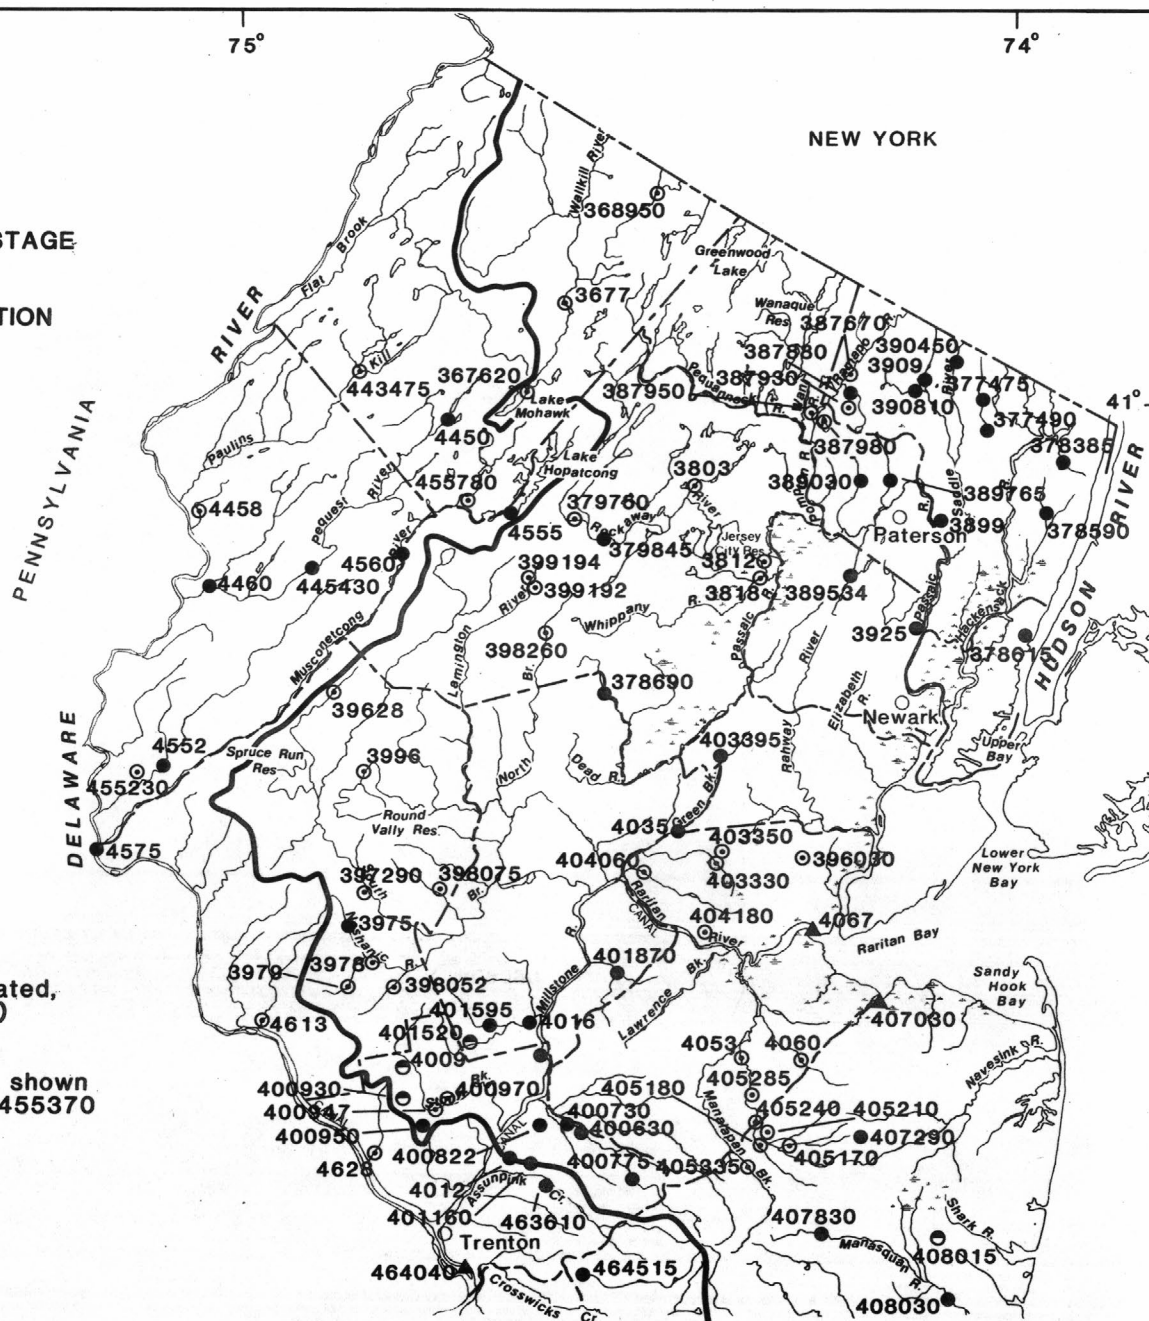 75° 74°
NEW YORK
STAGE
TION
RIVER
PENNSYLVANIA
DELAWARE
ated,
shown
455370
Flat Brook
Wallkill River
368950
Greenwood
Lake
3677
Wanaque
Res
387670
387880
390450
3909
Kill
443475
367620
387950
387930
Pequannock R.
377475
390810
41°
377490
Lake
Mohawk
4450
387980
378385
Paulins
Pequest River
Lake
Hopatcong
455780
3803
River
Pompton R.
389030
389765
Saddle
River
HUDSON RIVER
4458
379760
Rockaway
4555
379845
Jersey
City Res.
Paterson
3899
378590
4560
River
399194
3812
4460
445430
399192
3818
389534
Musconetcong
Lamington
River
Whippany
R.
Passaic
R.
River
3925
Passaic
Hackensack
378615
398260
Br.
378690
39628
Elizabeth
R.
Newark
4552
Spruce Run
Res
3996
North
Dead R.
403395
Rahway
Upper
Bay
455230
Round
Vally Res.
Green Bk.
4575
4035
403350
404060
396030
Lower
New York
Bay
397290
398075
Br.
403330
Raritan
CANAL
River
404180
4067
Raritan Bay
3975
R.
3979
3978
398052
401870
Millstone
Lawrence Bk.
Sandy
Hook
Bay
4613
401595
4016
407030
401520
4009
4053
4060
Navesink R.
400930
400970
Bk.
405180
405285
400947
400730
405240
405210
400950
CANAL
400630
407290
4628
400822
400775
405335
Manalapan
Bk.
405170
4012
Assunpink
Cr.
401160
463610
407830
Shark R.
Trenton
Manasquan R.
408015
464040
464515
Crosswicks Cr.
408030